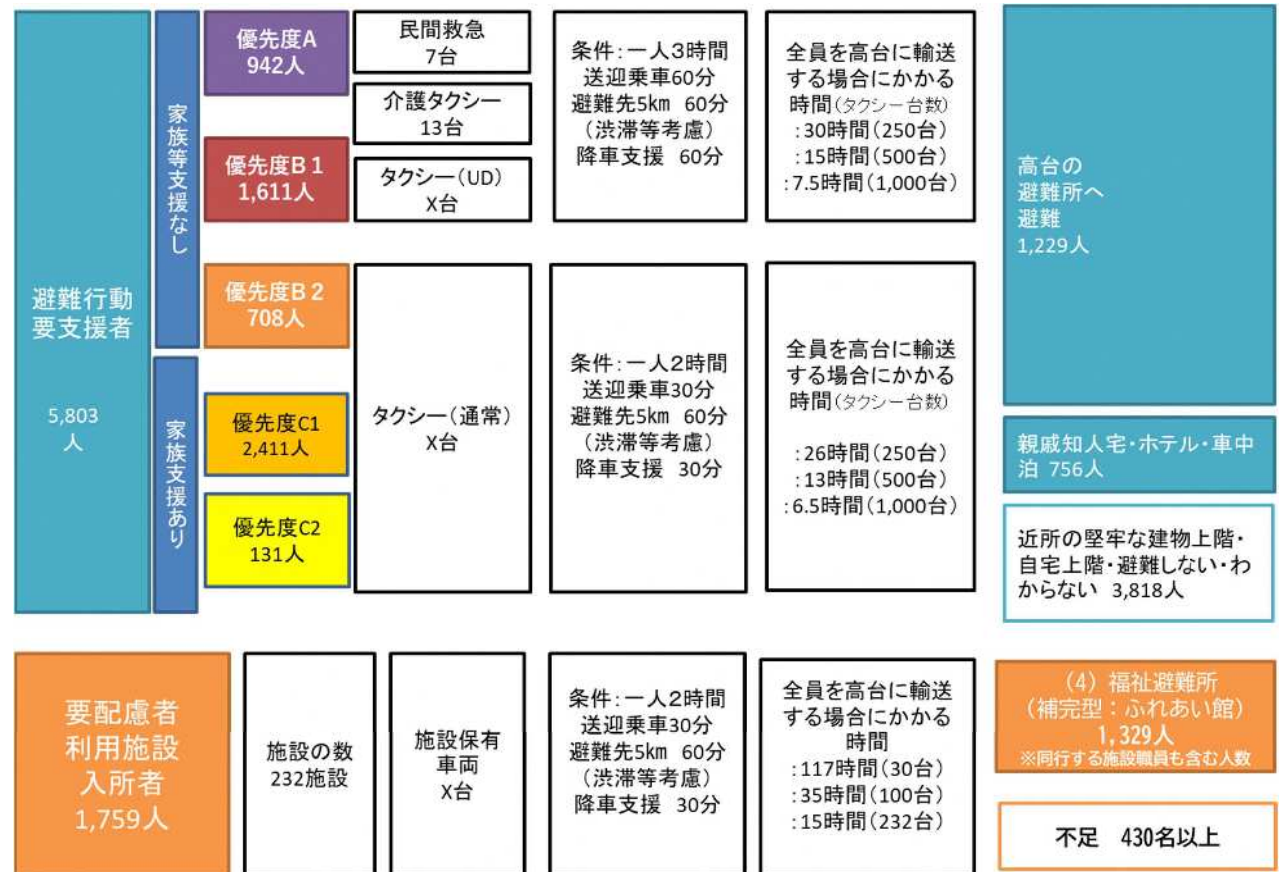 避難行動
要支援者
5,803
人
家族等支援なし
家族支援あり
優先度A
942人
優先度B1
1,611人
優先度B2
708人
優先度C1
2,411人
優先度C2
131人
民間救急
7台
介護タクシー
13台
タクシー(UD)
X台
タクシー(通常)
X台
条件:一人3時間
送迎乗車60分
避難先5km 60分
(渋滞等考慮)
降車支援 60分
全員を高台に輸送
する場合にかかる
時間(タクシー台数)
:30時間(250台)
:15時間(500台)
:7.5時間(1,000台)
条件:一人2時間
送迎乗車30分
避難先5km 60分
(渋滞等考慮)
降車支援 30分
全員を高台に輸送
する場合にかかる
時間(タクシー台数)
:26時間(250台)
:13時間(500台)
:6.5時間(1,000台)
高台の
避難所へ
避難
1,229人
親戚知人宅・ホテル・車中
泊 756人
近所の堅牢な建物上階・
自宅上階・避難しない・わ
からない 3,818人
要配慮者
利用施設
入所者
1,759人
施設の数
232施設
施設保有
車両
X台
条件:一人2時間
送迎乗車30分
避難先5km 60分
(渋滞等考慮)
降車支援 30分
全員を高台に輸送
する場合にかかる
時間
:117時間(30台)
:35時間(100台)
:15時間(232台)
(4) 福祉避難所
(補完型:ふれあい館)
1,329人
※同行する施設職員も含む人数
不足 430名以上